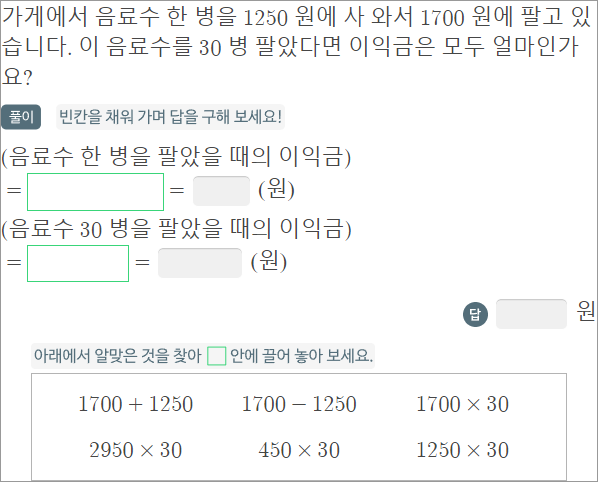 가게에서 음료수 한 병을 1250 원에 사 와서 1700 원에 팔고 있
습니다. 이 음료수를 30 병 팔았다면 이익금은 모두 얼마인가
요?
풀이 빈칸을 채워 가며 답을 구해 보세요!
(음료수 한 병을 팔았을 때의 이익금)
= = (원)
(음료수 30 병을 팔았을 때의 이익금)
= = (원)
답 원
아래에서 알맞은 것을 찾아 안에 끌어 놓아 보세요.
1700 + 1250 1700 − 1250 1700 × 30
2950 × 30 450 × 30 1250 × 30